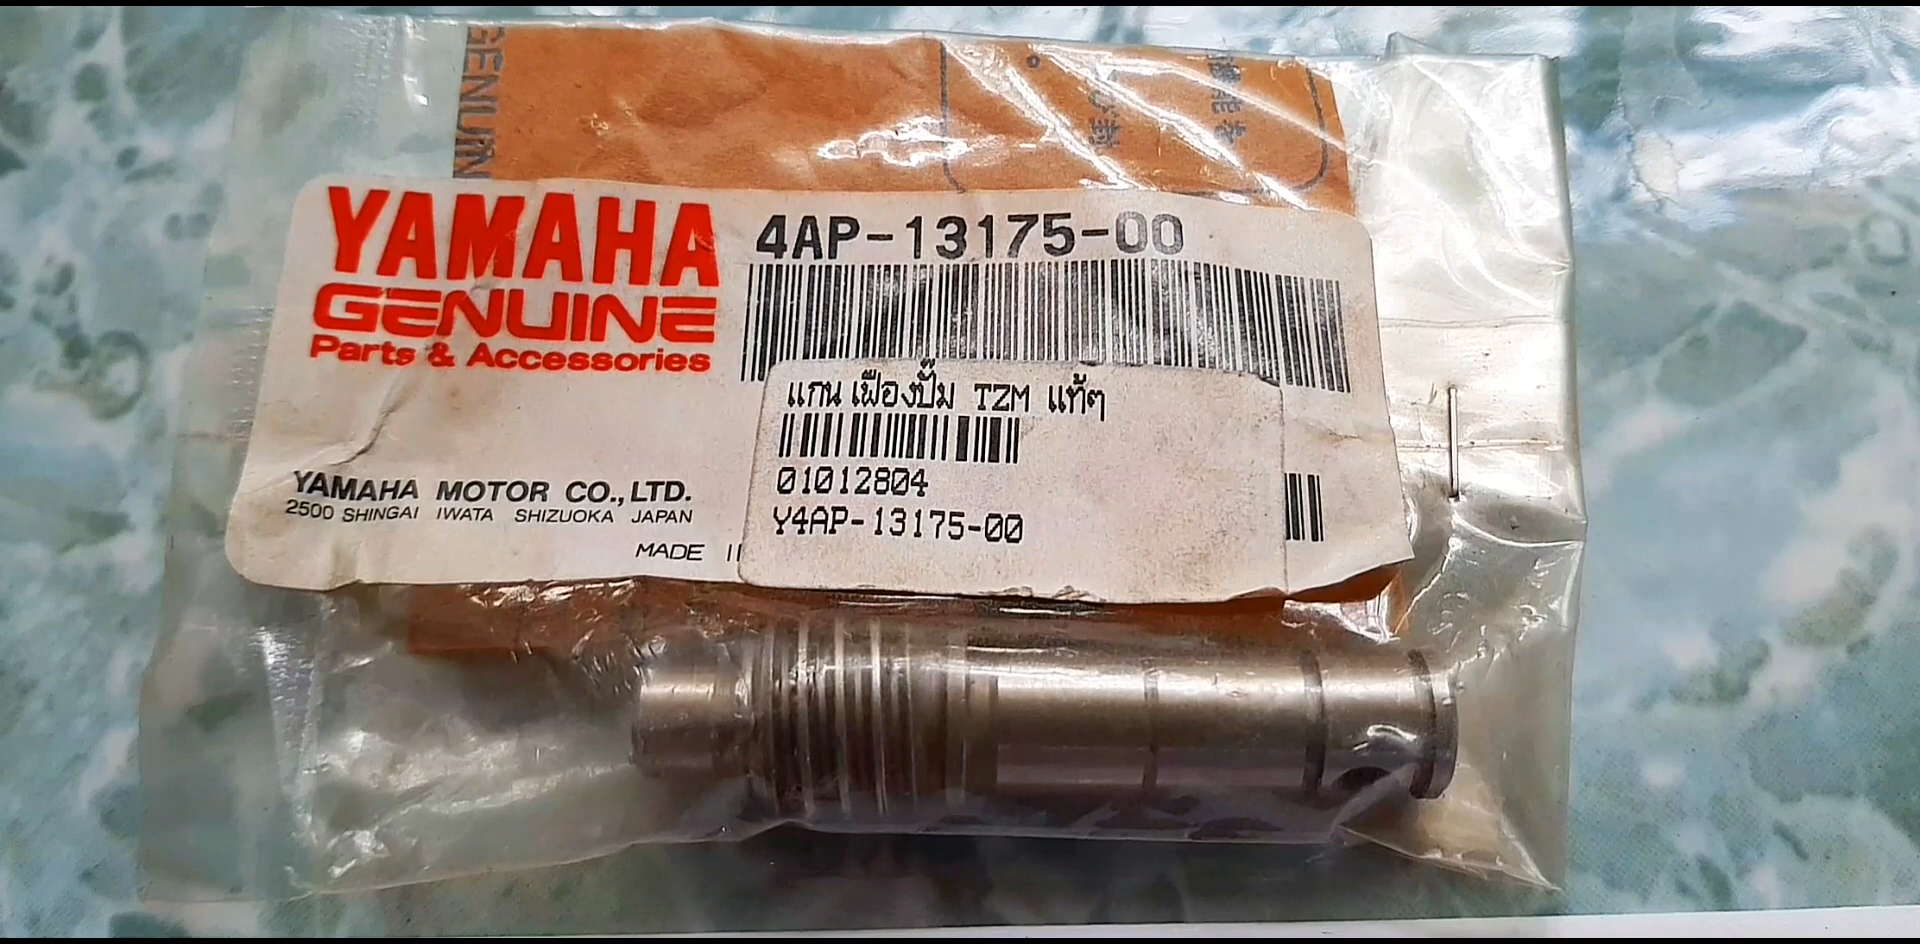 GENUIN
YAMAHA
GENUINE
Parts & Accessories
4AP-13175-00
แกนเฟืองปั๊ม TZM แท้ๆ
01012804
Y4AP-13175-00
YAMAHA MOTOR CO., LTD.
2500 SHINGAI IWATA SHIZUOKA JAPAN
MADE